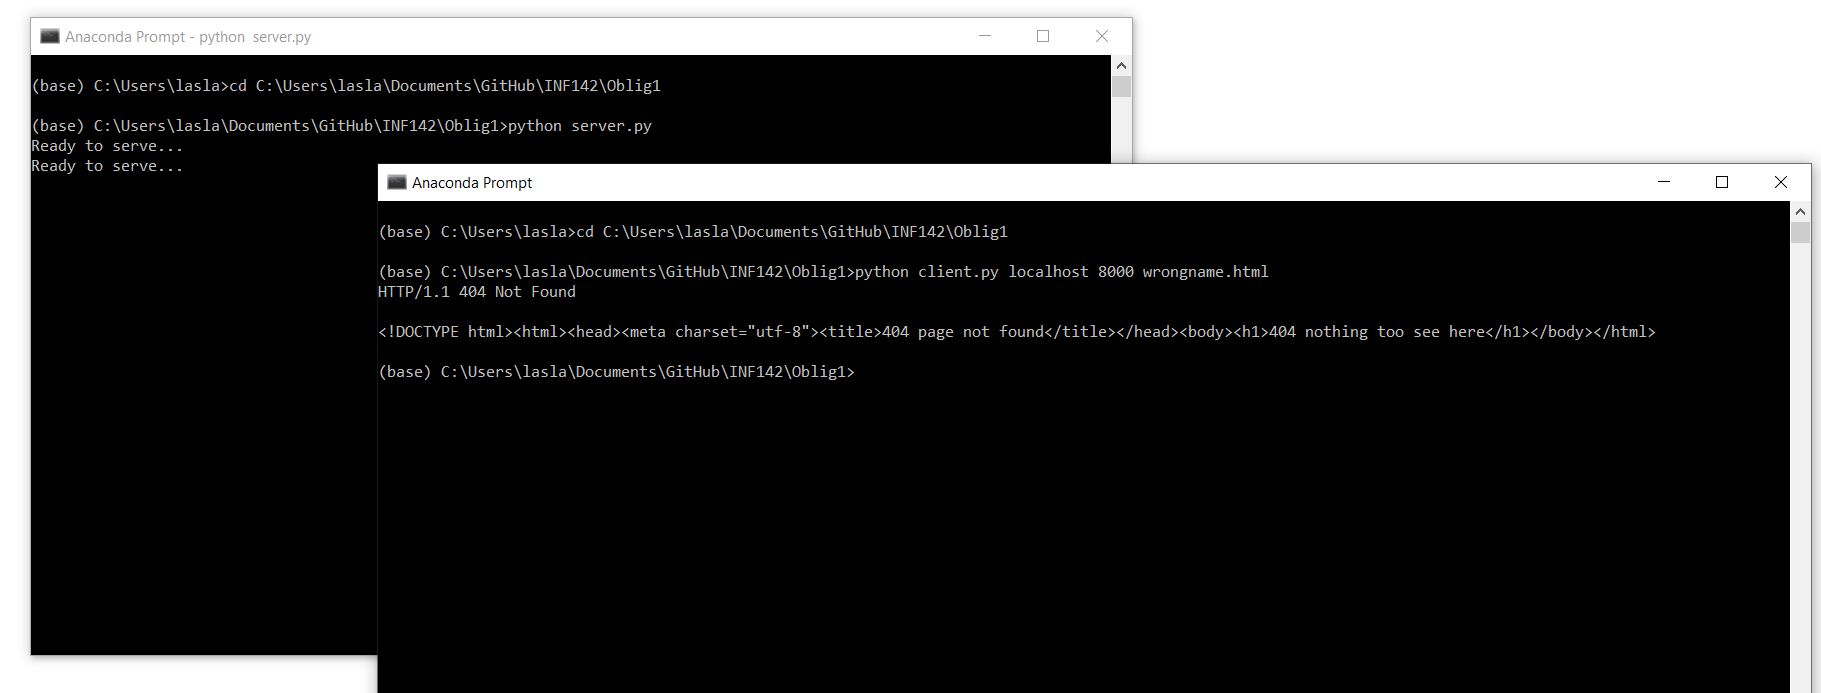 Anaconda Prompt - python  server.py
(base) C:\Users\lasla>cd C:\Users\lasla\Documents\GitHub\INF142\Oblig1
(base) C:\Users\lasla\Documents\GitHub\INF142\Oblig1>python server.py
Ready to serve...
Ready to serve...
Anaconda Prompt
(base) C:\Users\lasla>cd C:\Users\lasla\Documents\GitHub\INF142\Oblig1
(base) C:\Users\lasla\Documents\GitHub\INF142\Oblig1>python client.py localhost 8000 wrongname.html
HTTP/1.1 404 Not Found
<!DOCTYPE html><html><head><meta charset="utf-8"><title>404 page not found</title></head><body><h1>404 nothing too see here</h1></body></html>
(base) C:\Users\lasla\Documents\GitHub\INF142\Oblig1>